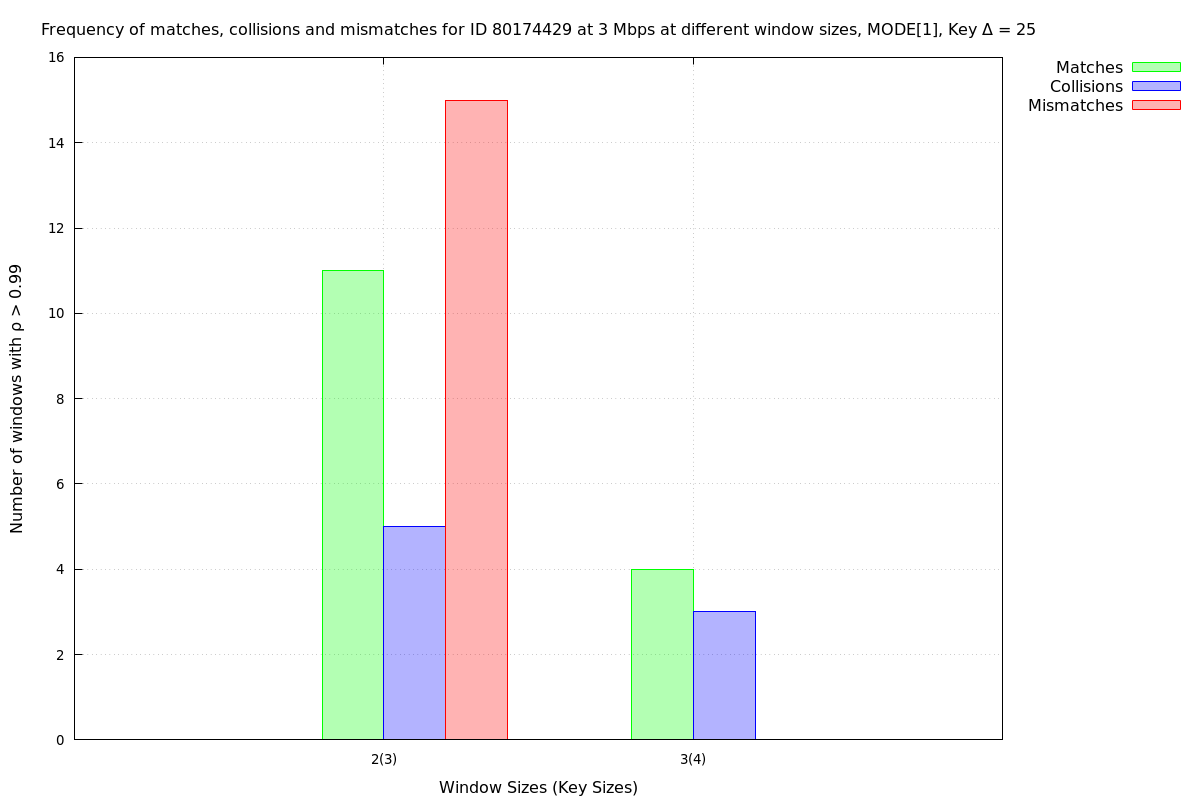 Frequency of matches, collisions and mismatches for ID 80174429 at 3 Mbps at different window sizes, MODE[1], Key Δ = 25
Matches
Collisions
Mismatches
Number of windows with ρ > 0.99
16
14
12
10
8
6
4
2
0
2(3)
3(4)
Window Sizes (Key Sizes)